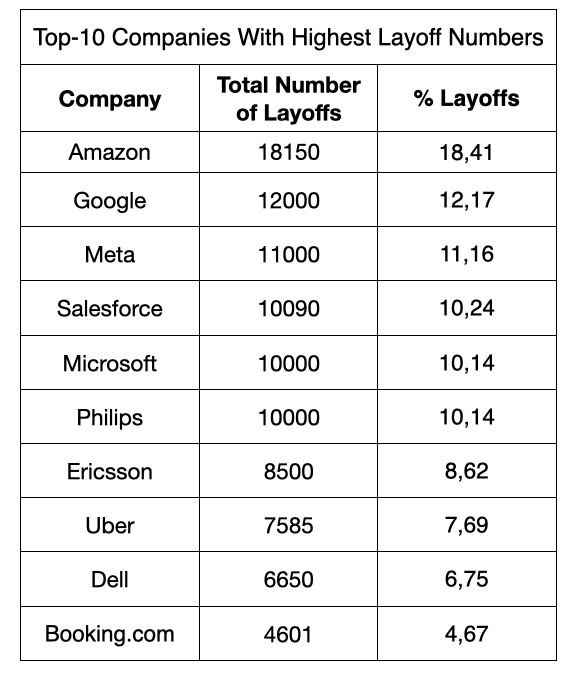 Top-10 Companies With Highest Layoff Numbers
Company Total Number of Layoffs % Layoffs
Amazon 18150 18,41
Google 12000 12,17
Meta 11000 11,16
Salesforce 10090 10,24
Microsoft 10000 10,14
Philips 10000 10,14
Ericsson 8500 8,62
Uber 7585 7,69
Dell 6650 6,75
Booking.com 4601 4,67